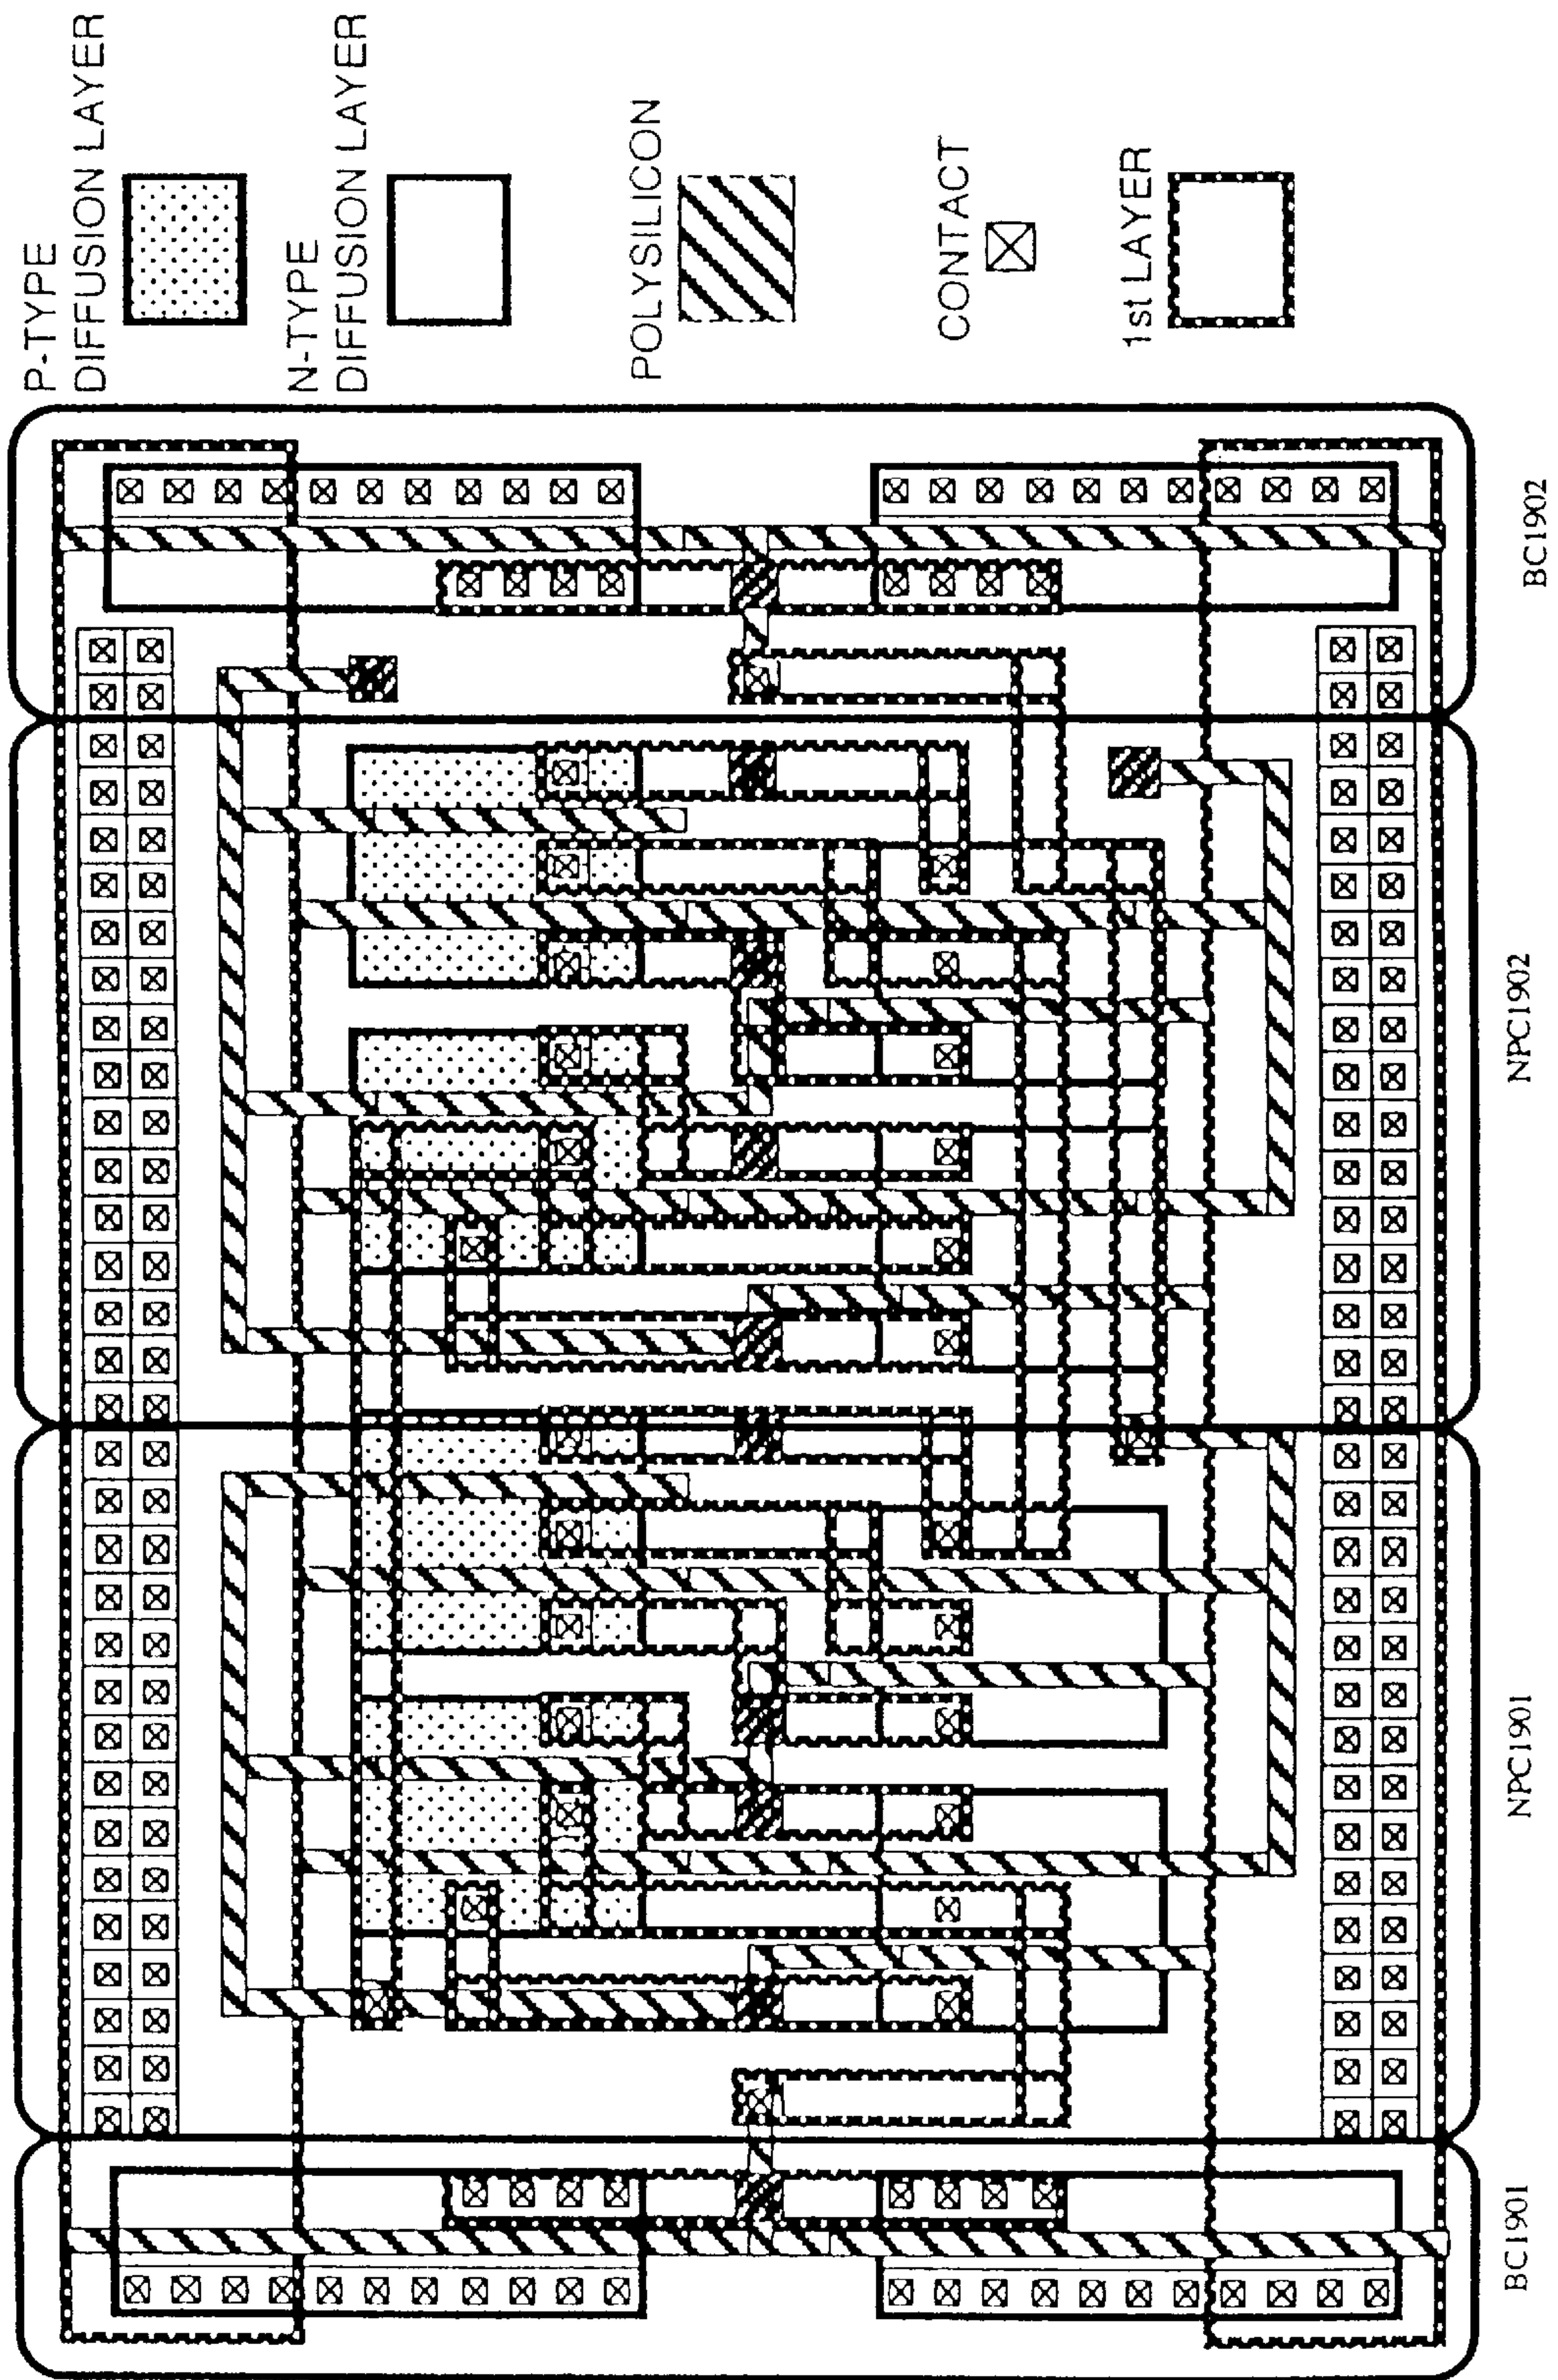 P-TYPE
DIFFUSION LAYER
N-TYPE
DIFFUSION LAYER
POLYSILICON
CONTACT
1st LAYER
BC1901
NPC1901
NPC1902
BC1902